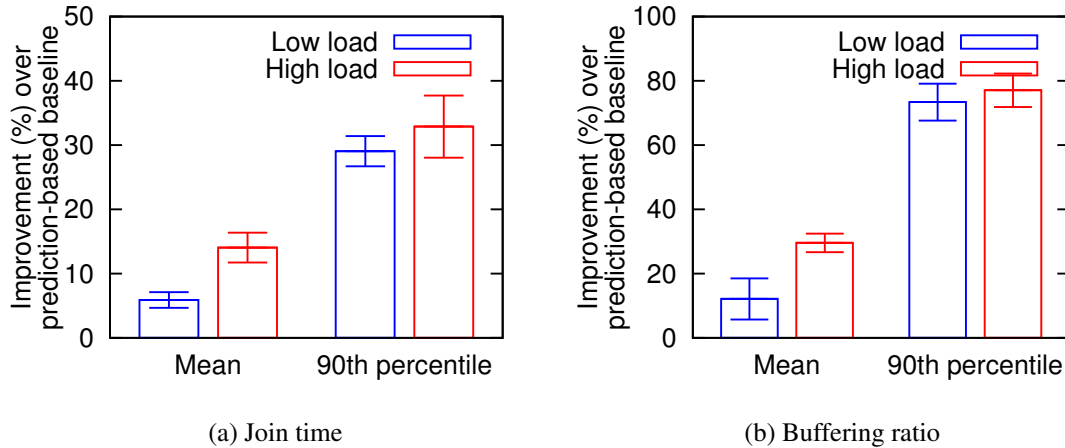 Improvement (%) over
prediction-based baseline
50
40
30
20
10
0
Low load
High load
Mean
90th percentile
(a) Join time
Improvement (%) over
prediction-based baseline
100
80
60
40
20
0
Low load
High load
Mean
90th percentile
(b) Buffering ratio